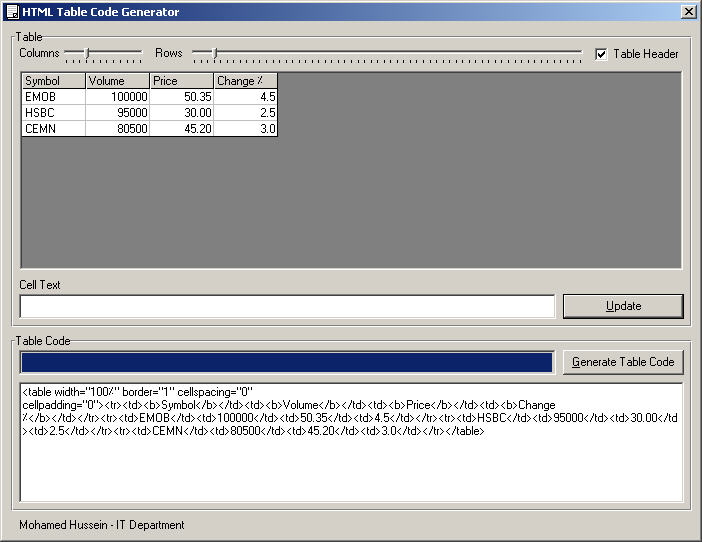 HTML Table Code Generator
Table
Columns Rows Table Header
Symbol Volume Price Change %
EMOB 100000 50.35 4.5
HSBC 95000 30.00 2.5
CEMN 80500 45.20 3.0
Cell Text
Update
Table Code
Generate Table Code
<table width="100%" border="1" cellspacing="0"
cellpadding="0"><tr><td><b>Symbol</b></td><td><b>Volume</b></td><td><b>Price</b></td><td><b>Change
%</b></td></tr><tr><td>EMOB</td><td>100000</td><td>50.35</td><td>4.5</td></tr><tr><td>HSBC</td><td>95000</td><td>30.00</td
><td>2.5</td></tr><tr><td>CEMN</td><td>80500</td><td>45.20</td><td>3.0</td></tr></table>
Mohamed Hussein - IT Department